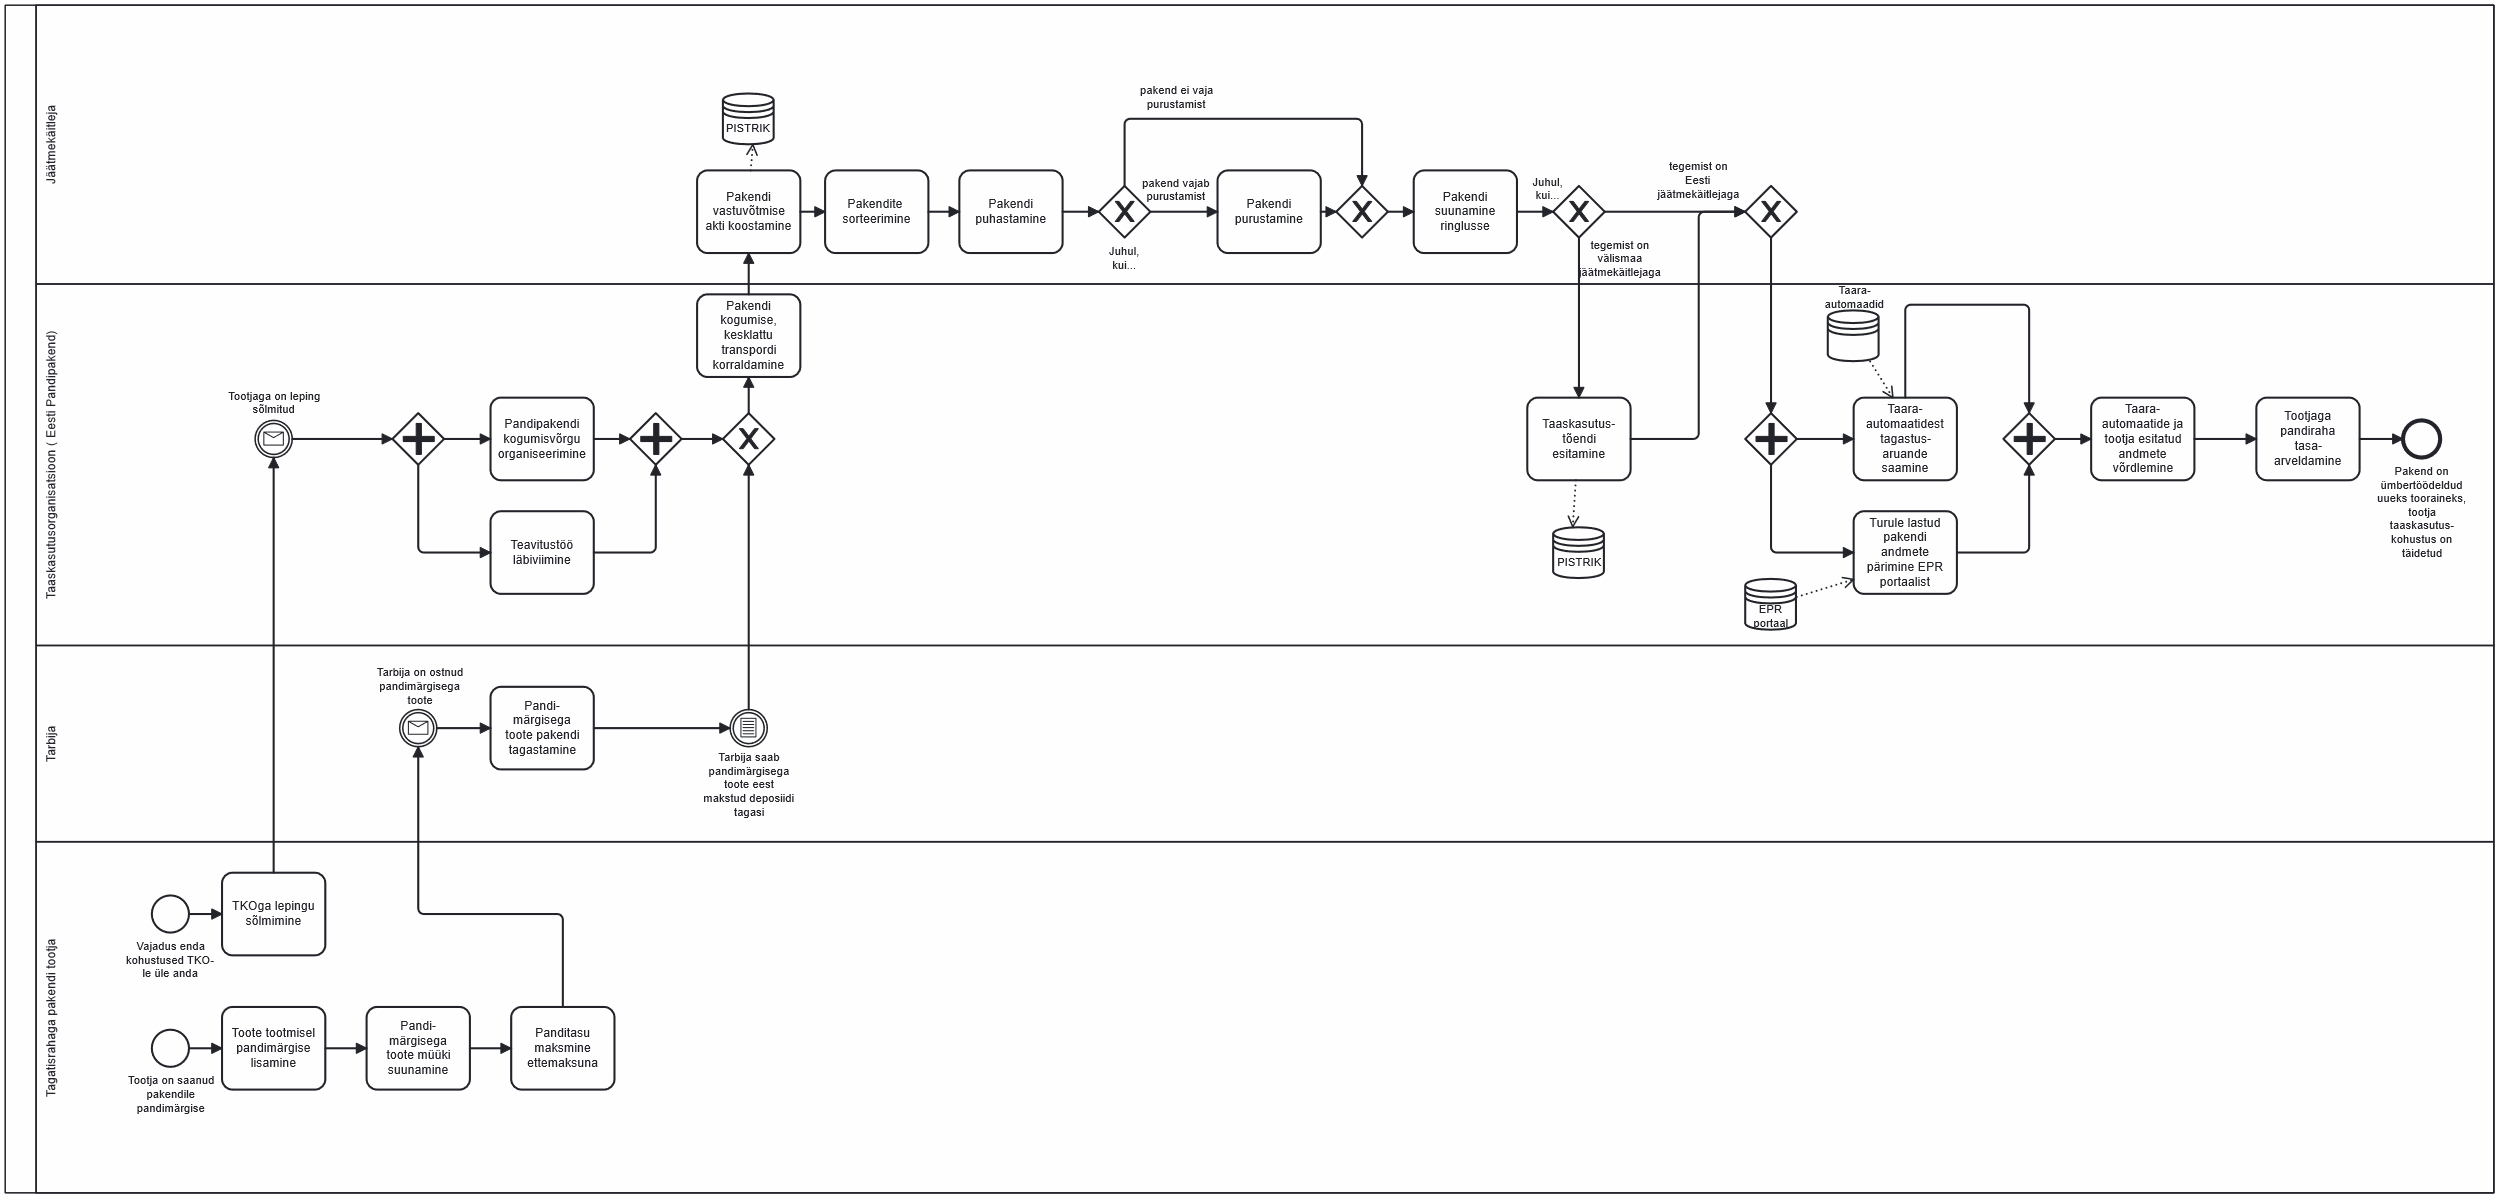 Jäätmekäitleja
PISTRIK
Pakendi
vastuvõtmise
akti koostamine
Pakendite
sorteerimine
Pakendi
puhastamine
pakend ei vaja
purustamist
pakend vajab
purustamist
Juhul,
kui...
Pakendi
purustamine
Pakendi
suunamine
ringlusse
Juhul,
kui...
tegemist on
Eesti
jäätmekäitlejaga
tegemist on
välismaa
jäätmekäitlejaga
Taaskasutusorganisatsioon ( Eesti Pandipakend)
Tootjaga on leping
sõlmitud
Pandipakendi
kogumisvõrgu
organiseerimine
Teavitustöö
läbiviimine
Pakendi
kogumise,
kesklattu
transpordi
korraldamine
Taaskasutus-
tõendi
esitamine
PISTRIK
Taara-
automaadid
Taara-
automaatidest
tagastus-
aruande
saamine
Turule lastud
pakendi
andmete
pärimine EPR
portaalist
EPR
portaal
Taara-
automaatide ja
tootja esitatud
andmete
võrdlemine
Tootjaga
pandiraha
tasa-
arveldamine
Pakend on
ümbertöödeldud
uueks tooraineks,
tootja
taaskasutus-
kohustus on
täidetud
Tarbija
Tarbija on ostnud
pandimärgisega
toote
Pandi-
märgisega
toote pakendi
tagastamine
Tarbija saab
pandimärgisega
toote eest
makstud deposiidi
tagasi
Tagatisrahaga pakendi tootja
Vajadus enda
kohustused TKO-
le üle anda
TKOga lepingu
sõlmimine
Tootja on saanud
pakendile
pandimärgise
Toote tootmisel
pandimärgise
lisamine
Pandi-
märgisega
toote müüki
suunamine
Panditasu
maksmine
ettemaksuna